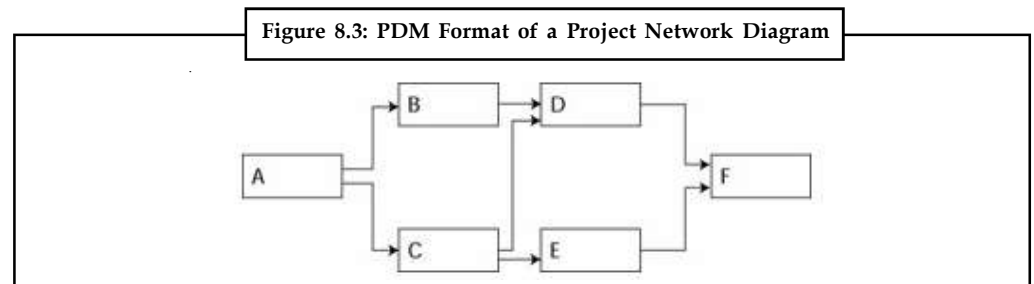 Figure 8.3: PDM Format of a Project Network Diagram
B
D
A
F
C
E